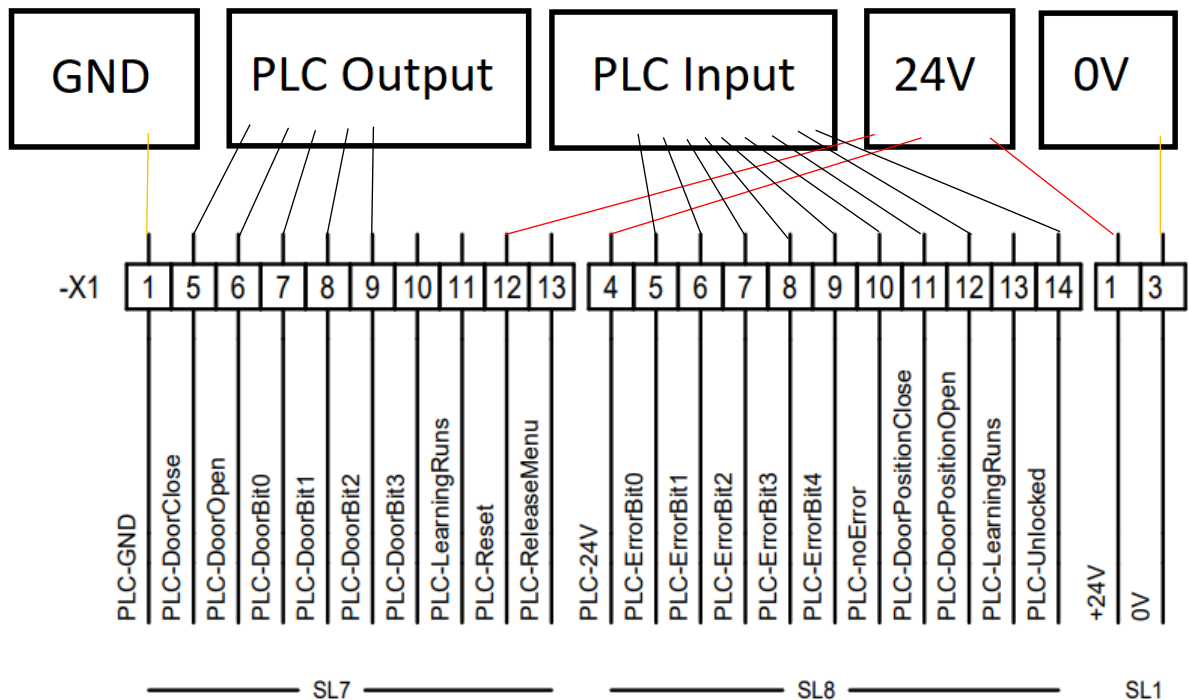 GND
PLC Output
PLC Input
24V
0V
-X1
1 5 6 7 8 9 10 11 12 13
4 5 6 7 8 9 10 11 12 13 14
1 3
PLC-GND
PLC-DoorClose
PLC-DoorOpen
PLC-DoorBit0
PLC-DoorBit1
PLC-DoorBit2
PLC-DoorBit3
PLC-LearningRuns
PLC-Reset
PLC-ReleaseMenu
PLC-24V
PLC-ErrorBit0
PLC-ErrorBit1
PLC-ErrorBit2
PLC-ErrorBit3
PLC-ErrorBit4
PLC-noError
PLC-DoorPositionClose
PLC-DoorPositionOpen
PLC-LearningRuns
PLC-Unlocked
+24V
0V
SL7
SL8
SL1